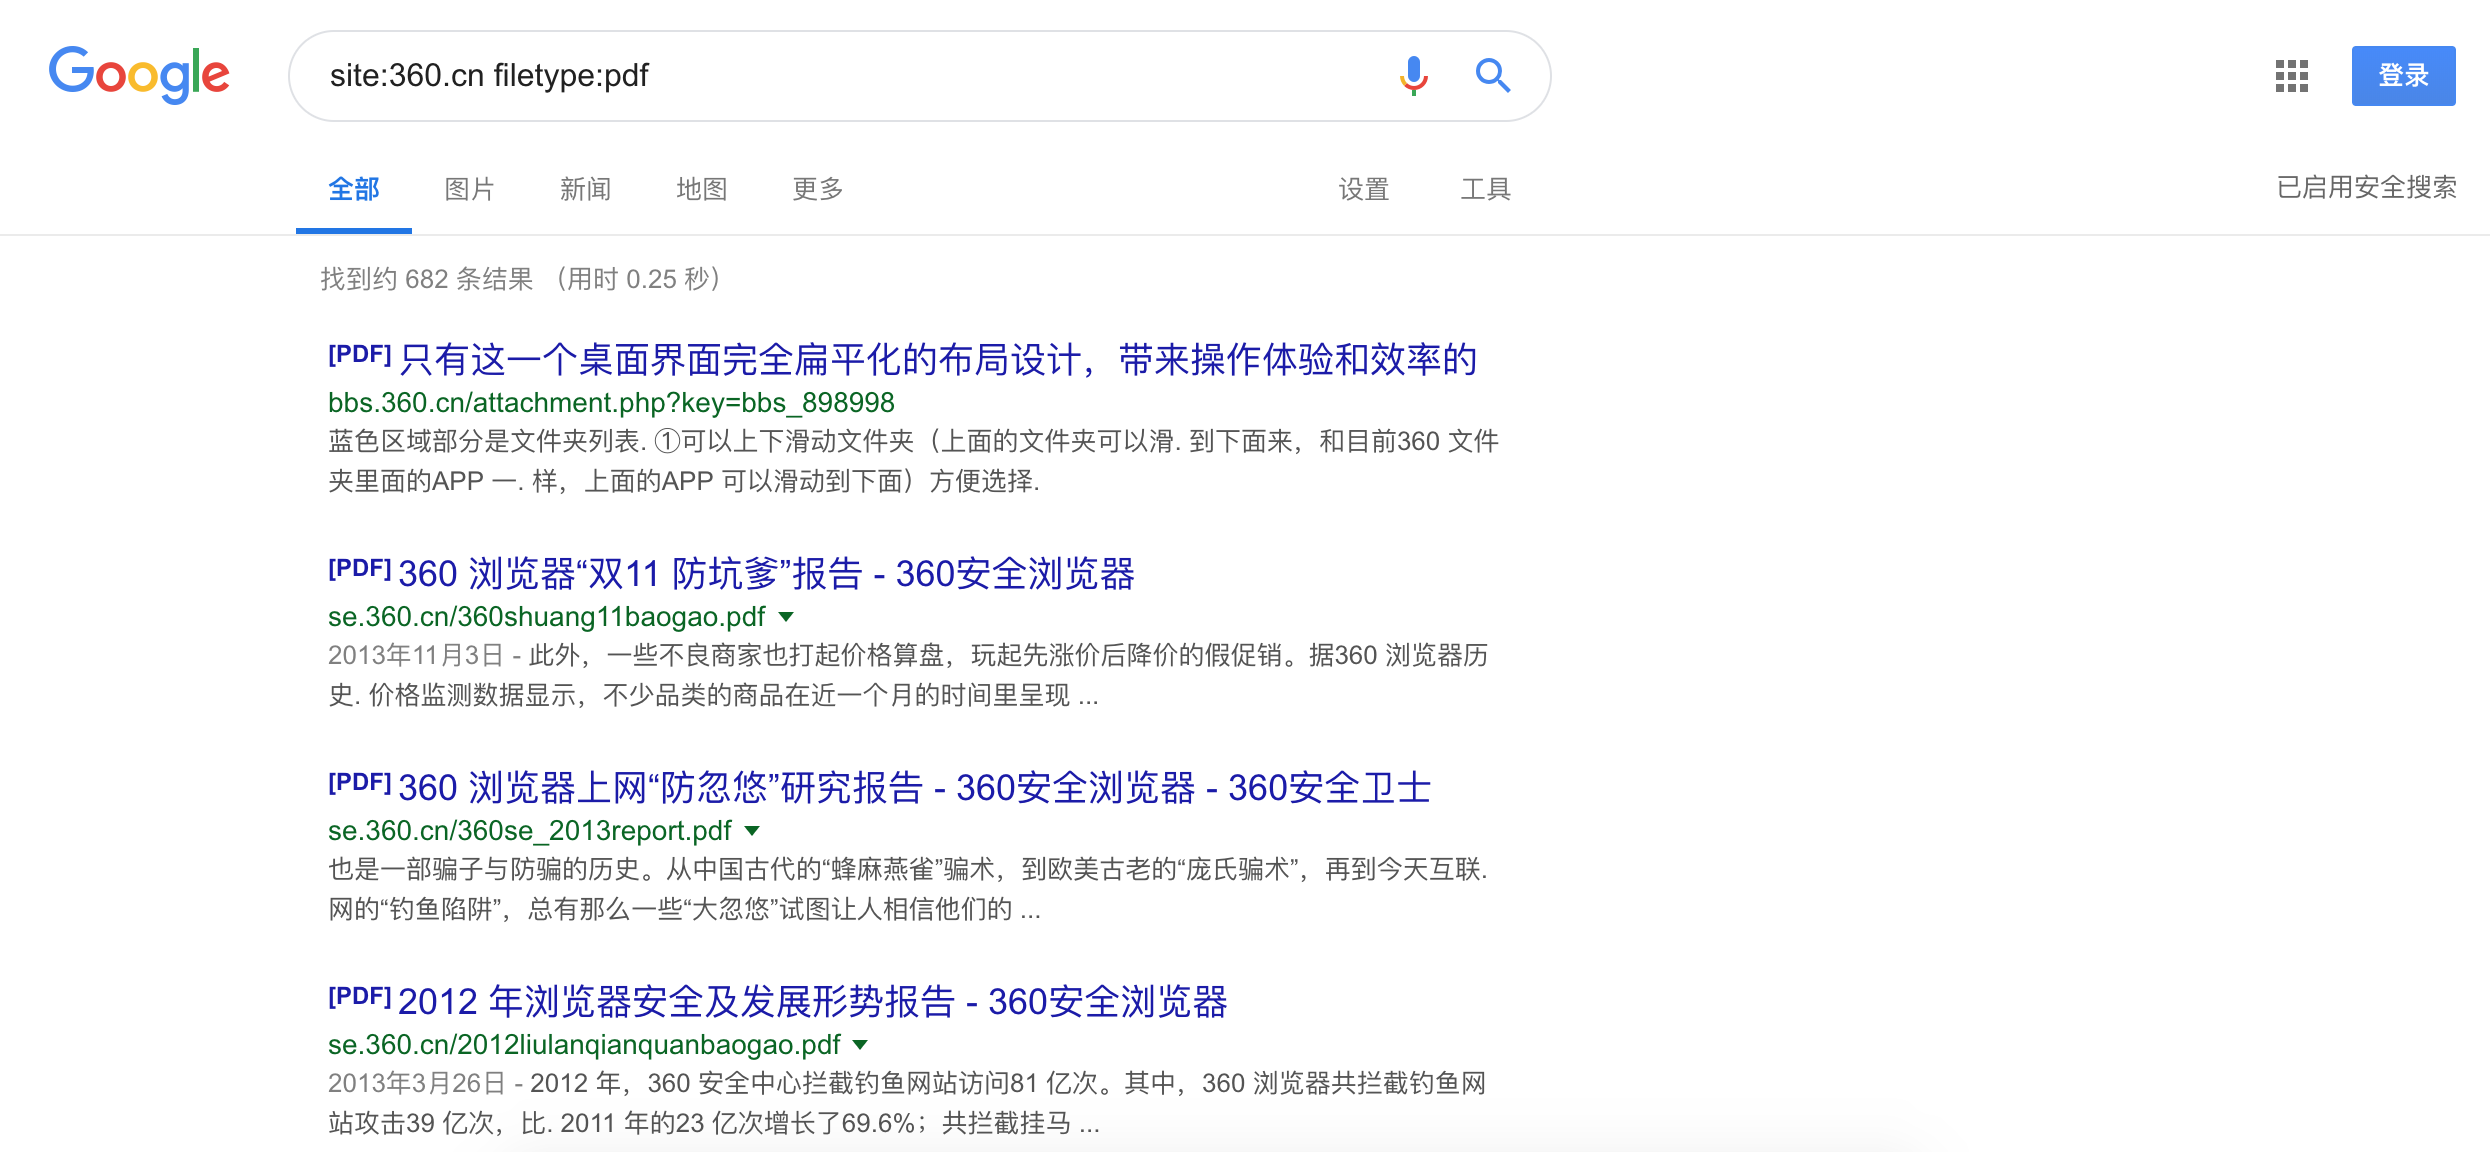 Google
site:360.cn filetype:pdf
登录
全部 图片 新闻 地图 更多 设置 工具 已启用安全搜索
找到约 682 条结果 （用时 0.25 秒）
[PDF] 只有这一个桌面界面完全扁平化的布局设计，带来操作体验和效率的
bbs.360.cn/attachment.php?key=bbs_898998
蓝色区域部分是文件夹列表. ①可以上下滑动文件夹（上面的文件夹可以滑. 到下面来，和目前360 文件
夹里面的APP 一. 样，上面的APP 可以滑动到下面）方便选择.
[PDF] 360 浏览器“双11 防坑爹”报告 - 360安全浏览器
se.360.cn/360shuang11baogao.pdf
2013年11月3日 - 此外，一些不良商家也打起价格算盘，玩起先涨价后降价的假促销。据360 浏览器历
史. 价格监测数据显示，不少品类的商品在近一个月的时间里呈现 ...
[PDF] 360 浏览器上网“防忽悠”研究报告 - 360安全浏览器 - 360安全卫士
se.360.cn/360se_2013report.pdf
也是一部骗子与防骗的历史。从中国古代的“蜂麻燕雀”骗术，到欧美古老的“庞氏骗术”，再到今天互联.
网的“钓鱼陷阱”，总有那么一些“大忽悠”试图让人相信他们的 ...
[PDF] 2012 年浏览器安全及发展形势报告 - 360安全浏览器
se.360.cn/2012liulanqianquanbaogao.pdf
2013年3月26日 - 2012 年，360 安全中心拦截钓鱼网站访问81 亿次。其中，360 浏览器共拦截钓鱼网
站攻击39 亿次，比. 2011 年的23 亿次增长了69.6%；共拦截挂马 ...